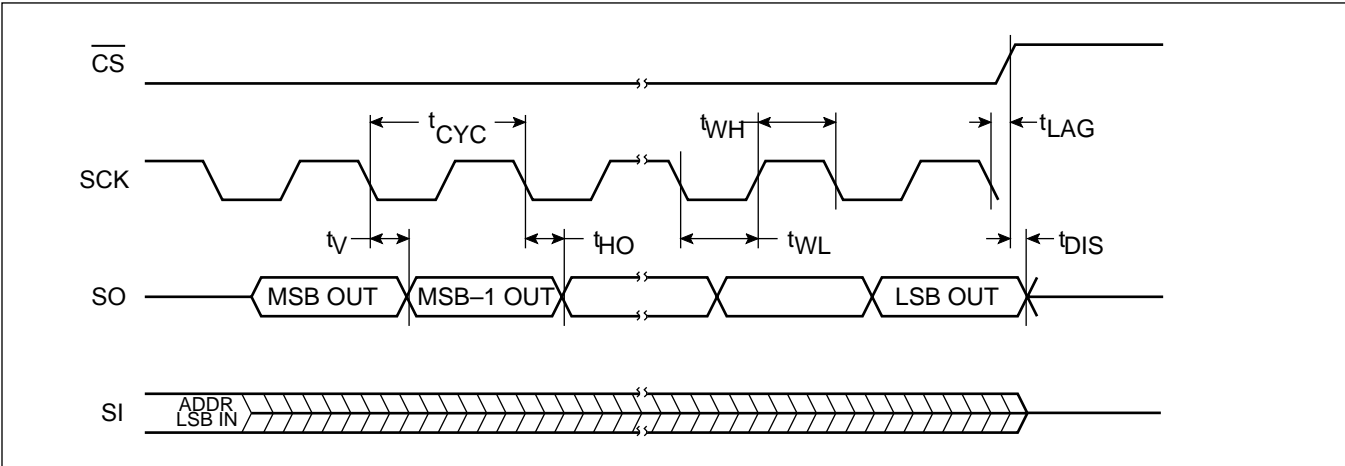 CS
tCYC
tWH
tLAG
SCK
tV
tHO
tWL
tDIS
SO
MSB OUT
MSB–1 OUT
LSB OUT
SI
ADDR
LSB IN